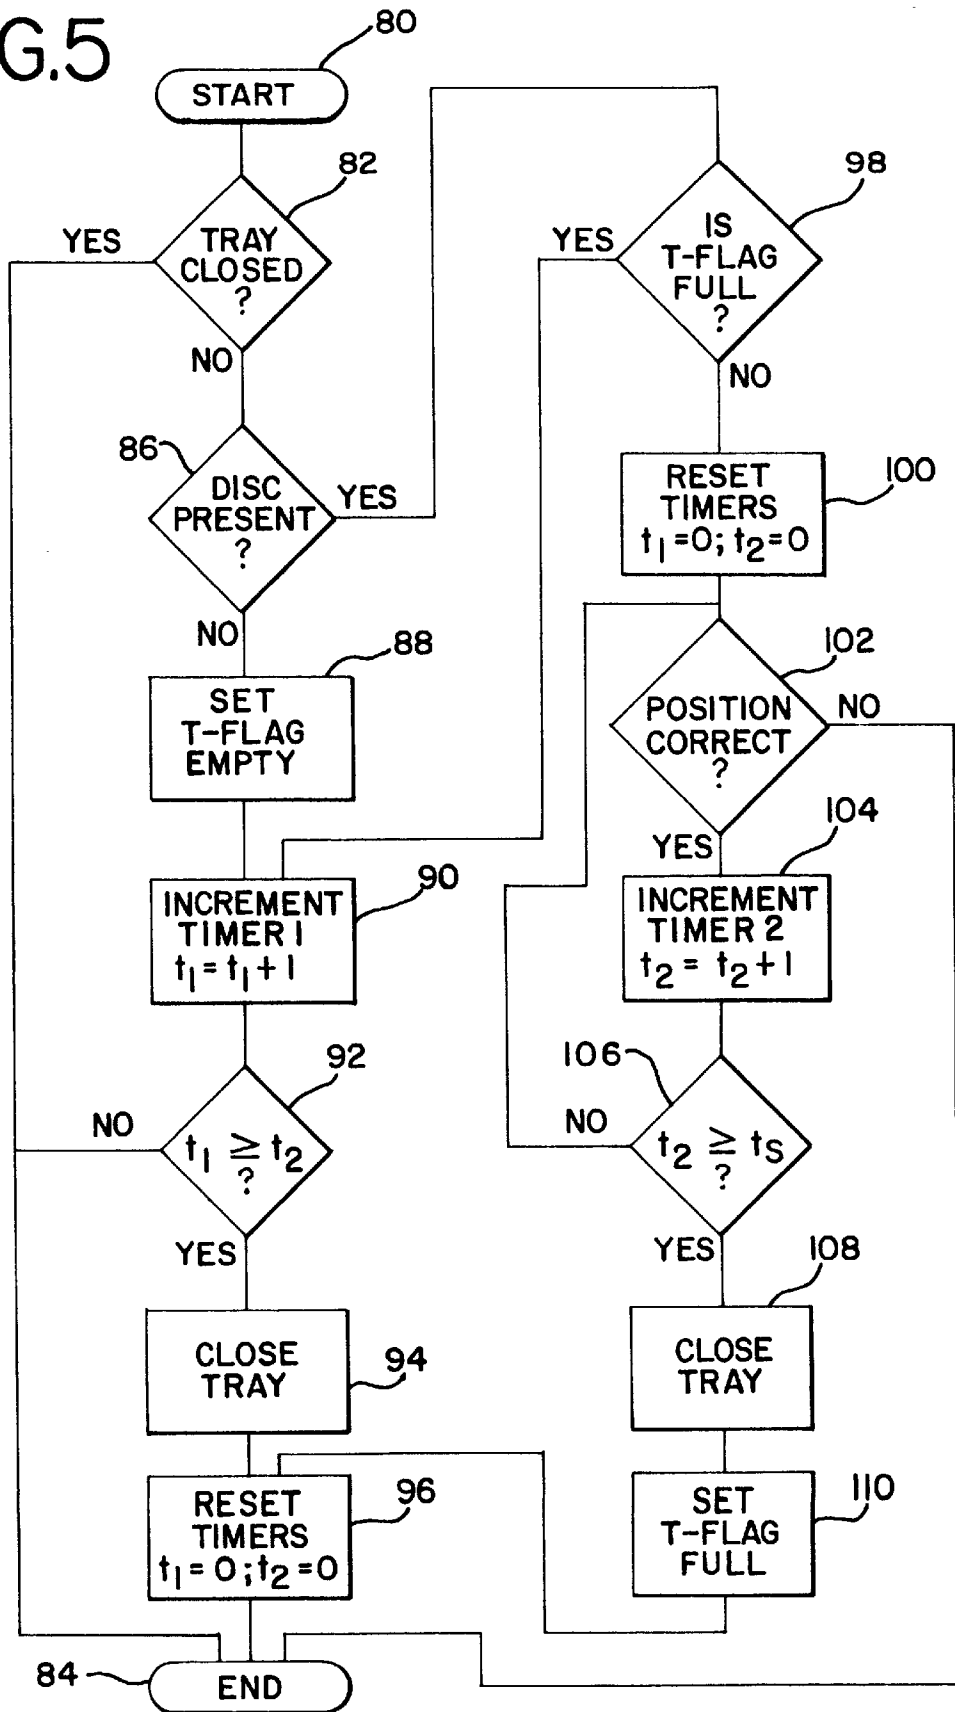 G.5
80
START
82
YES
TRAY
CLOSED
?
NO
86
DISC
PRESENT
?
YES
NO
88
SET
T-FLAG
EMPTY
90
INCREMENT
TIMER 1
t1 = t1 + 1
92
NO
t1 ≥ t2
?
YES
CLOSE
TRAY
94
RESET
TIMERS
t1 = 0; t2 = 0
96
84
END
98
YES
IS
T-FLAG
FULL
?
NO
100
RESET
TIMERS
t1 = 0; t2 = 0
102
POSITION
CORRECT
?
NO
YES
104
INCREMENT
TIMER 2
t2 = t2 + 1
106
NO
t2 ≥ tS
?
YES
108
CLOSE
TRAY
110
SET
T-FLAG
FULL